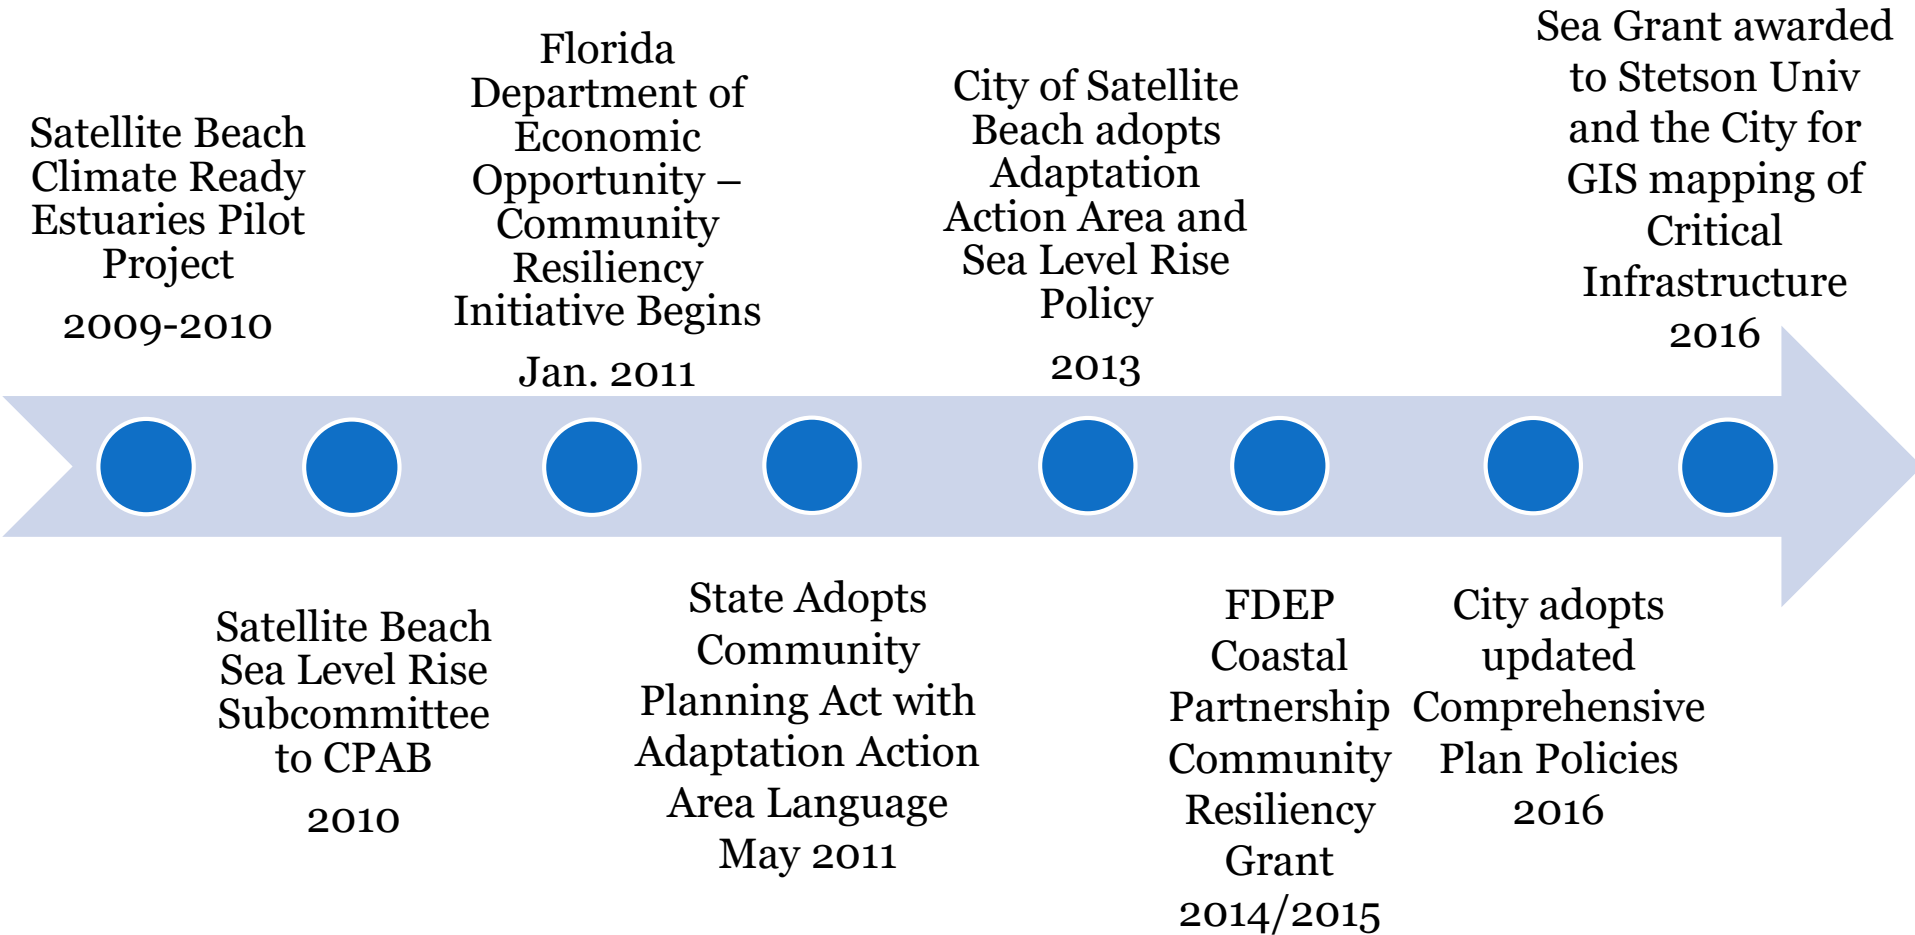 Satellite Beach
Climate Ready
Estuaries Pilot
Project
2009-2010
Satellite Beach
Sea Level Rise
Subcommittee
to CPAB
2010
Florida
Department of
Economic
Opportunity –
Community
Resiliency
Initiative Begins
Jan. 2011
State Adopts
Community
Planning Act with
Adaptation Action
Area Language
May 2011
City of Satellite
Beach adopts
Adaptation
Action Area and
Sea Level Rise
Policy
2013
FDEP
Coastal
Partnership
Community
Resiliency
Grant
2014/2015
City adopts
updated
Comprehensive
Plan Policies
2016
Sea Grant awarded
to Stetson Univ
and the City for
GIS mapping of
Critical
Infrastructure
2016